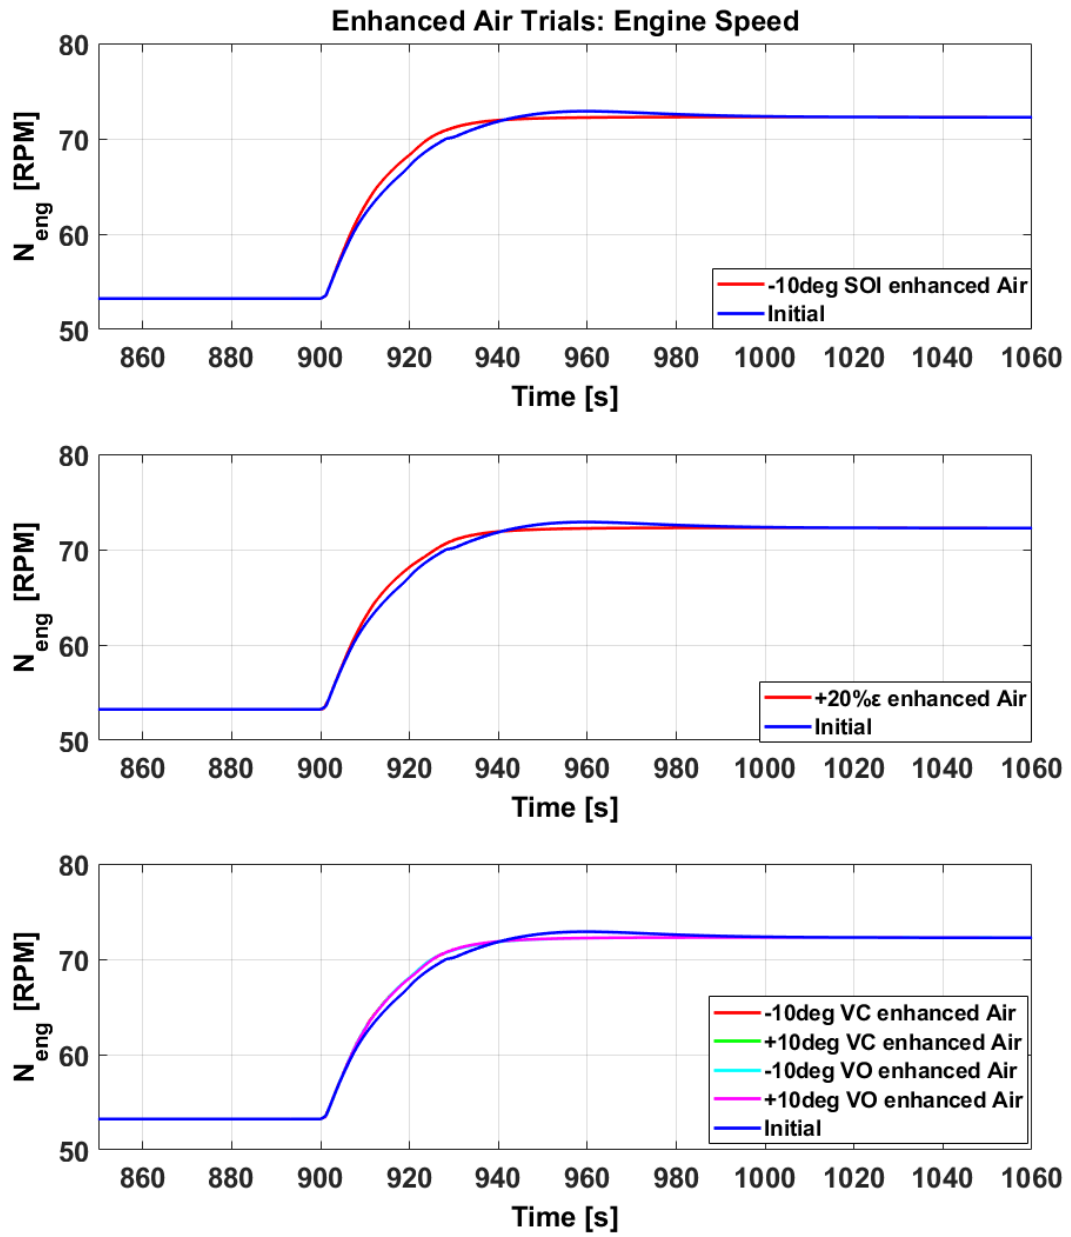 Enhanced Air Trials: Engine Speed
80
70
60
50
N_eng [RPM]
-10deg SOI enhanced Air
Initial
860 880 900 920 940 960 980 1000 1020 1040 1060
Time [s]
80
70
60
50
N_eng [RPM]
+20%ε enhanced Air
Initial
860 880 900 920 940 960 980 1000 1020 1040 1060
Time [s]
80
70
60
50
N_eng [RPM]
-10deg VC enhanced Air
+10deg VC enhanced Air
-10deg VO enhanced Air
+10deg VO enhanced Air
Initial
860 880 900 920 940 960 980 1000 1020 1040 1060
Time [s]